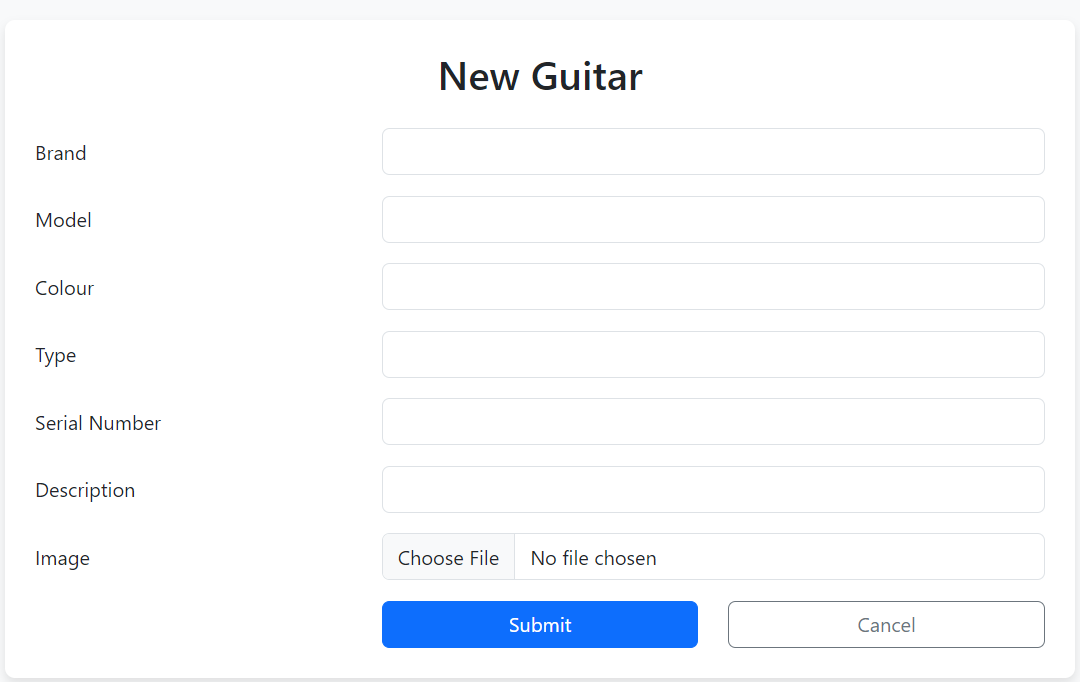 New Guitar
Brand
Model
Colour
Type
Serial Number
Description
Image Choose File No file chosen
Submit Cancel